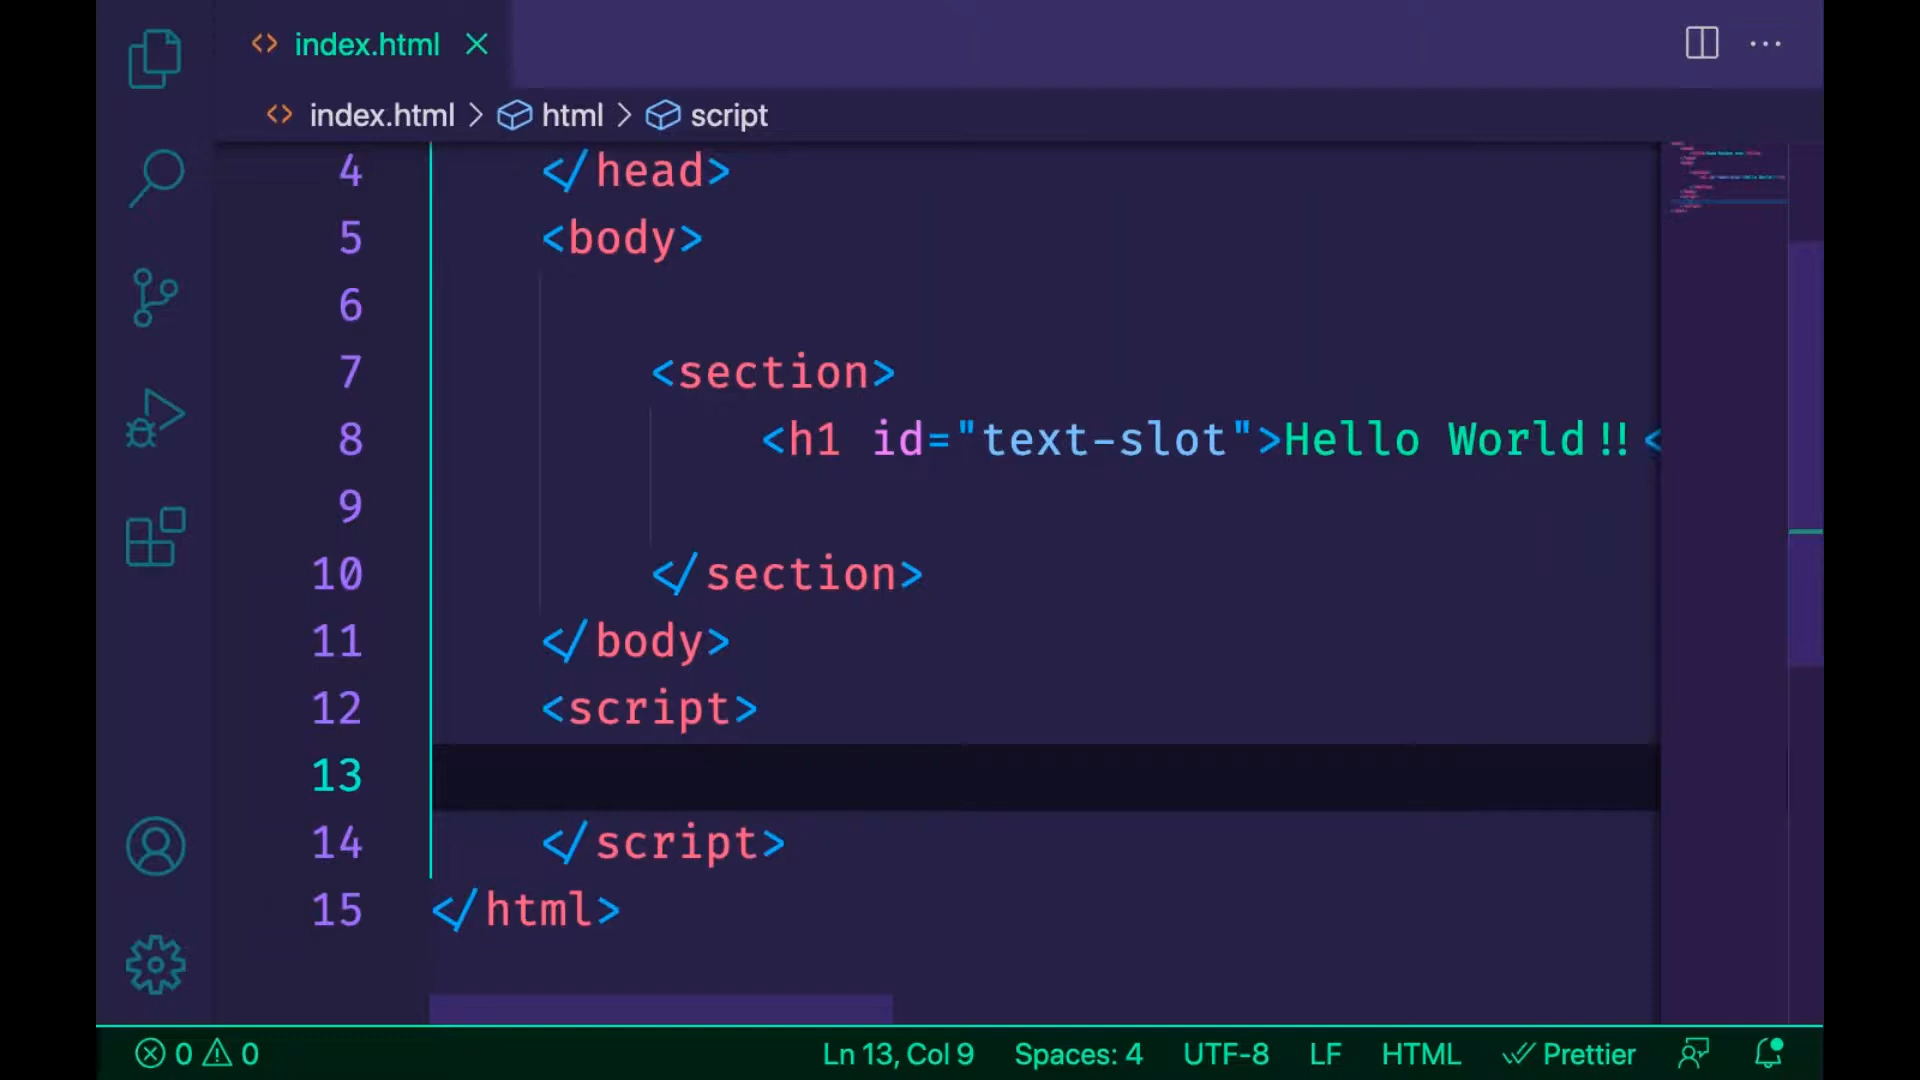 index.html
index.html > html > script
4 </head>
5 <body>
6
7 <section>
8 <h1 id="text-slot">Hello World!!<
9
10 </section>
11 </body>
12 <script>
13
14 </script>
15 </html>
0 0 Ln 13, Col 9 Spaces: 4 UTF-8 LF HTML Prettier